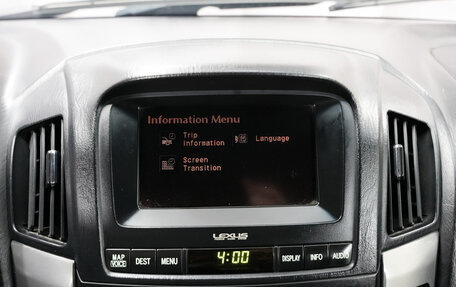 Information Menu
Trip
information
Language
Screen
Transition
LEXUS
MAP
(VOICE)
DEST
MENU
4:00
DISPLAY
INFO
AUDIO